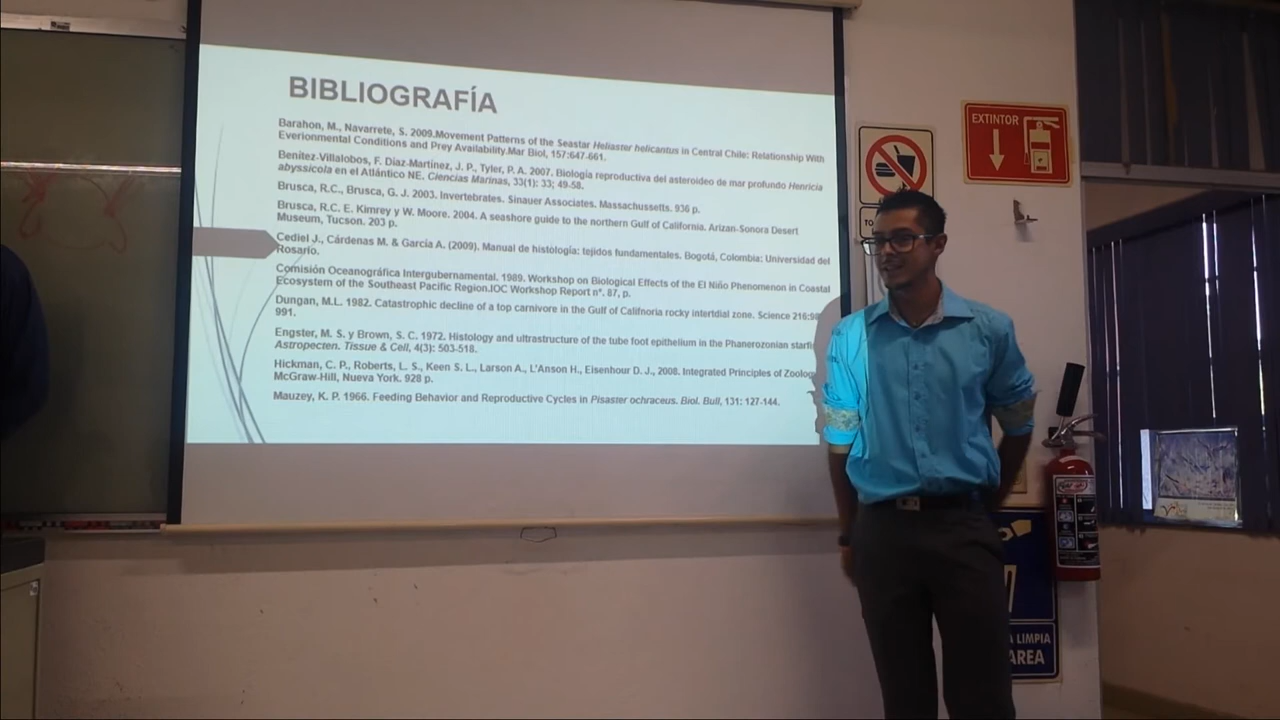 BIBLIOGRAFÍA
Barahon, M., Navarrete, S. 2009.Movement Patterns of the Seastar Heliaster helicantus in Central Chile: Relationship With
Everionmental Conditions and Prey Availability.Mar Biol, 157:647-661.
Benitez-Villalobos, F. Díaz-Martínez, J. P., Tyler, P. A. 2007. Biología reproductiva del asteroideo de mar profundo Henricia
abyssicola en el Atlántico NE. Ciencias Marinas, 33(1): 33; 49-58.
Brusca, R.C., Brusca, G. J. 2003. Invertebrates. Sinauer Associates. Massachussetts. 936 p.
Brusca, R.C. E. Kimrey y W. Moore. 2004. A seashore guide to the northern Gulf of California. Arizan-Sonora Desert
Museum, Tucson. 203 p.
Cediel J., Cárdenas M. & García A. (2009). Manual de histología: tejidos fundamentales. Bogotá, Colombia: Universidad del
Rosario.
Comisión Oceanográfica Intergubernamental. 1989. Workshop on Biological Effects of the El Niño Phenomenon in Coastal
Ecosystem of the Southeast Pacific Region.IOC Workshop Report n°. 87, p.
Dungan, M.L. 1982. Catastrophic decline of a top carnivore in the Gulf of Califnoria rocky intertidal zone. Science 216:98
991.
Engster, M. S. y Brown, S. C. 1972. Histology and ultrastructure of the tube foot epithelium in the Phanerozonian starfi
Astropecten. Tissue & Cell, 4(3): 503-518.
Hickman, C. P., Roberts, L. S., Keen S. L., Larson A., L'Anson H., Eisenhour D. J., 2008. Integrated Principles of Zoolog
McGraw-Hill, Nueva York. 928 p.
Mauzey, K. P. 1966. Feeding Behavior and Reproductive Cycles in Pisaster ochraceus. Biol. Bull, 131: 127-144.
EXTINTOR
TO
LIMPIA
AREA